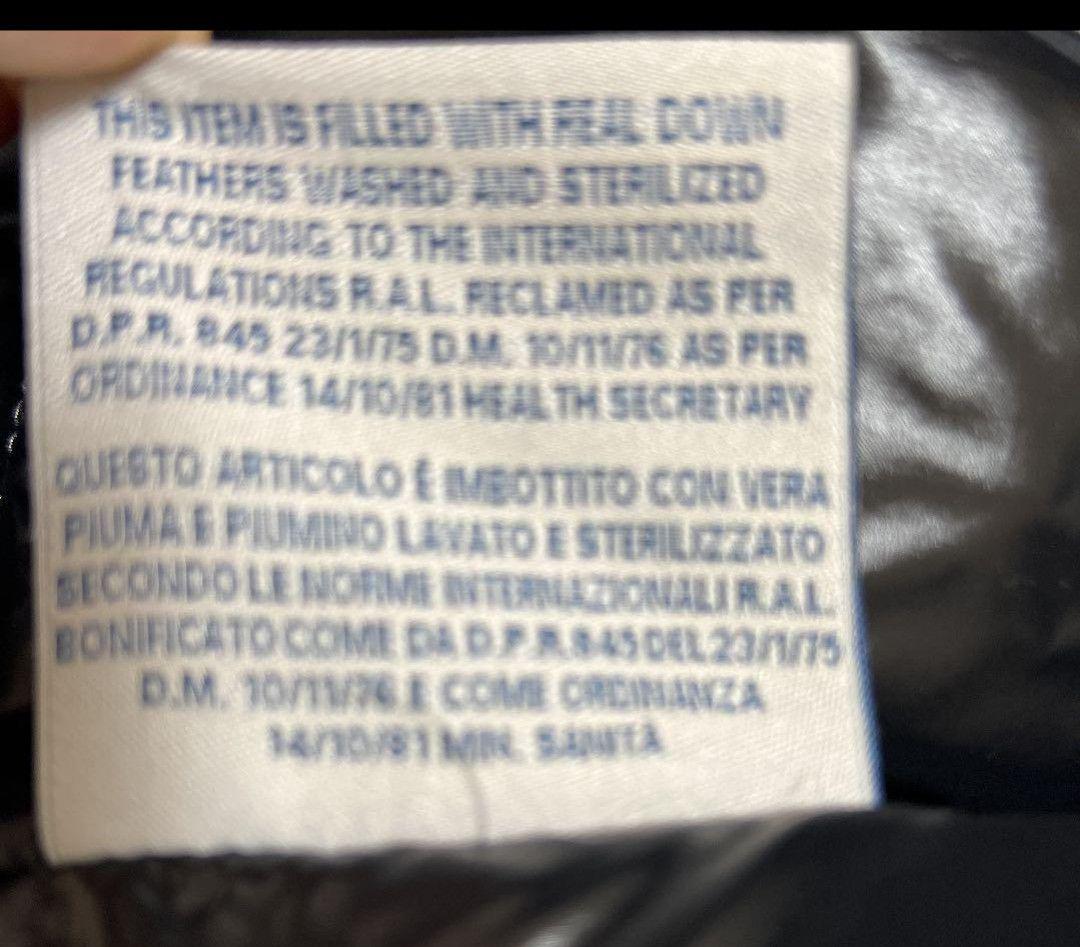 THIS ITEM IS FILLED WITH REAL DOWN
FEATHERS WASHED AND STERILIZED
ACCORDING TO THE INTERNATIONAL
REGULATIONS R.A.L. RECLAMED AS PER
D.P.R. 845 23/1/75 D.M. 10/11/76 AS PER
ORDINANCE 14/10/81 HEALTH SECRETARY
QUESTO ARTICOLO É IMBOTTITO CON VERA
PIUMA E PIUMINO LAVATO E STERILIZZATO
SECONDO LE NORME INTERNAZIONALI R.A.L.
BONIFICATO COME DA D.P.R. 845 DEL 23/1/75
D.M. 10/11/76 E COME ORDINANZA
14/10/81 MIN. SANITÀ